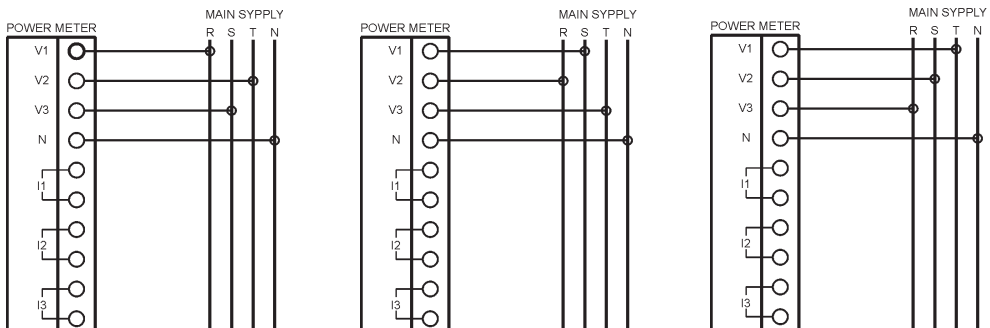 MAIN SYPPLY
POWER METER
R S T N
V1
V2
V3
N
I1
I2
I3
MAIN SYPPLY
POWER METER
R S T N
V1
V2
V3
N
I1
I2
I3
MAIN SYPPLY
POWER METER
R S T N
V1
V2
V3
N
I1
I2
I3